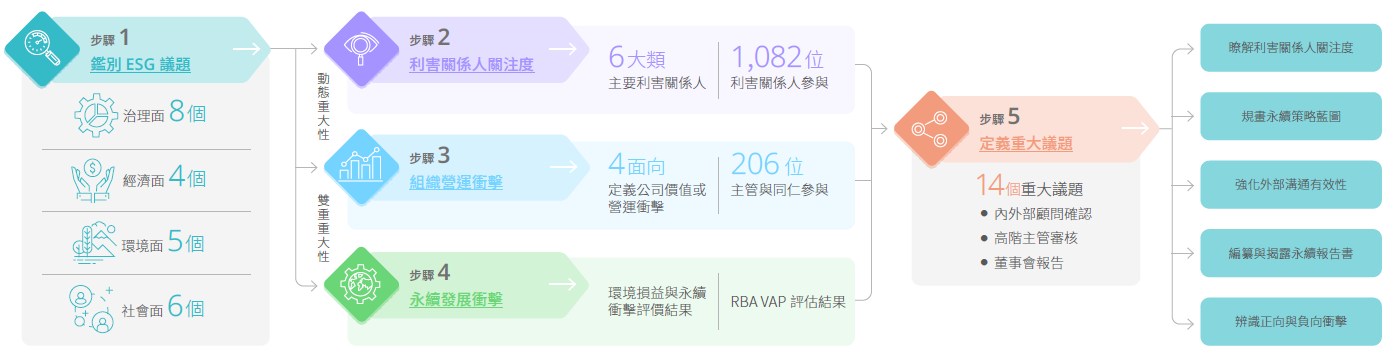 步驟 1
鑑別 ESG 議題
治理面 8個
經濟面 4個
環境面 5個
社會面 6個
動態重大性
雙重重大性
步驟 2
利害關係人關注度
6大類
主要利害關係人
1,082位
利害關係人參與
步驟 3
組織營運衝擊
4面向
定義公司價值或
營運衝擊
206 位
主管與同仁參與
步驟 4
永續發展衝擊
環境損益與永續
衝擊評價結果
RBA VAP 評估結果
步驟 5
定義重大議題
14個重大議題
● 內外部顧問確認
● 高階主管審核
● 董事會報告
瞭解利害關係人關注度
規畫永續策略藍圖
強化外部溝通有效性
編纂與揭露永續報告書
辨識正向與負向衝擊